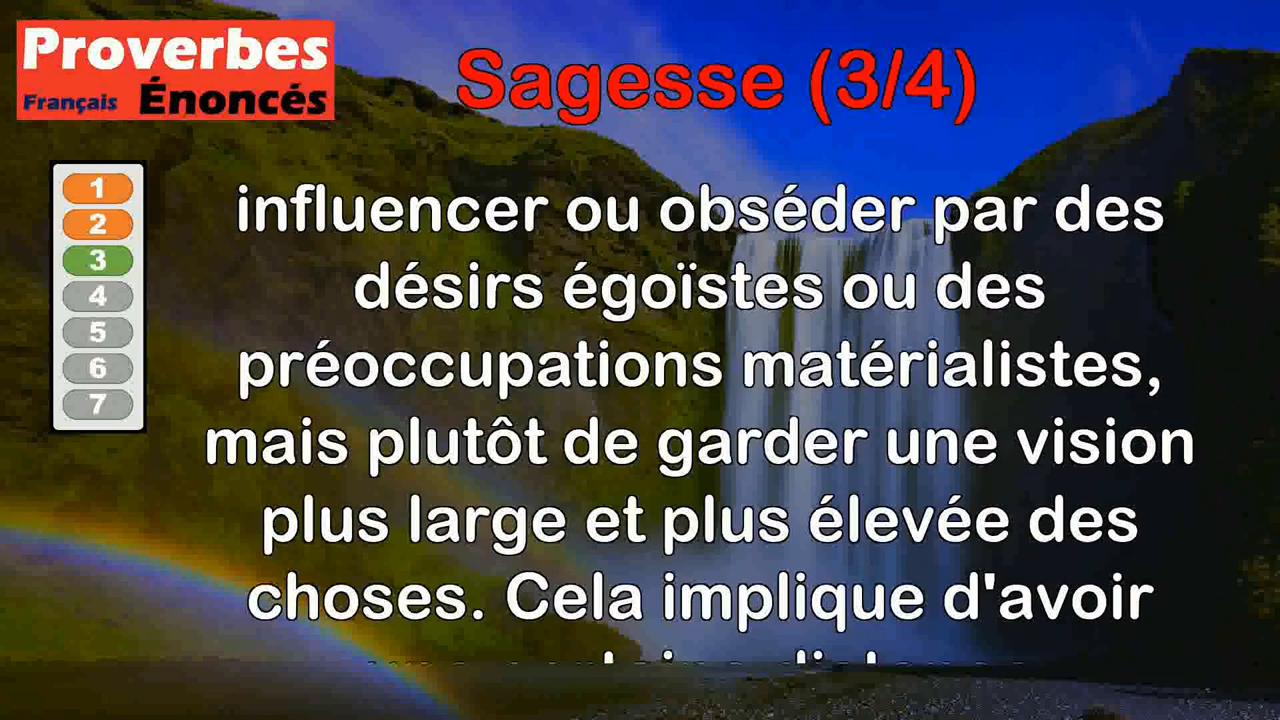 Proverbes
Français Énoncés
Sagesse (3/4)
1
2
3
4
5
6
7
influencer ou obséder par des
désirs égoïstes ou des
préoccupations matérialistes,
mais plutôt de garder une vision
plus large et plus élevée des
choses. Cela implique d'avoir